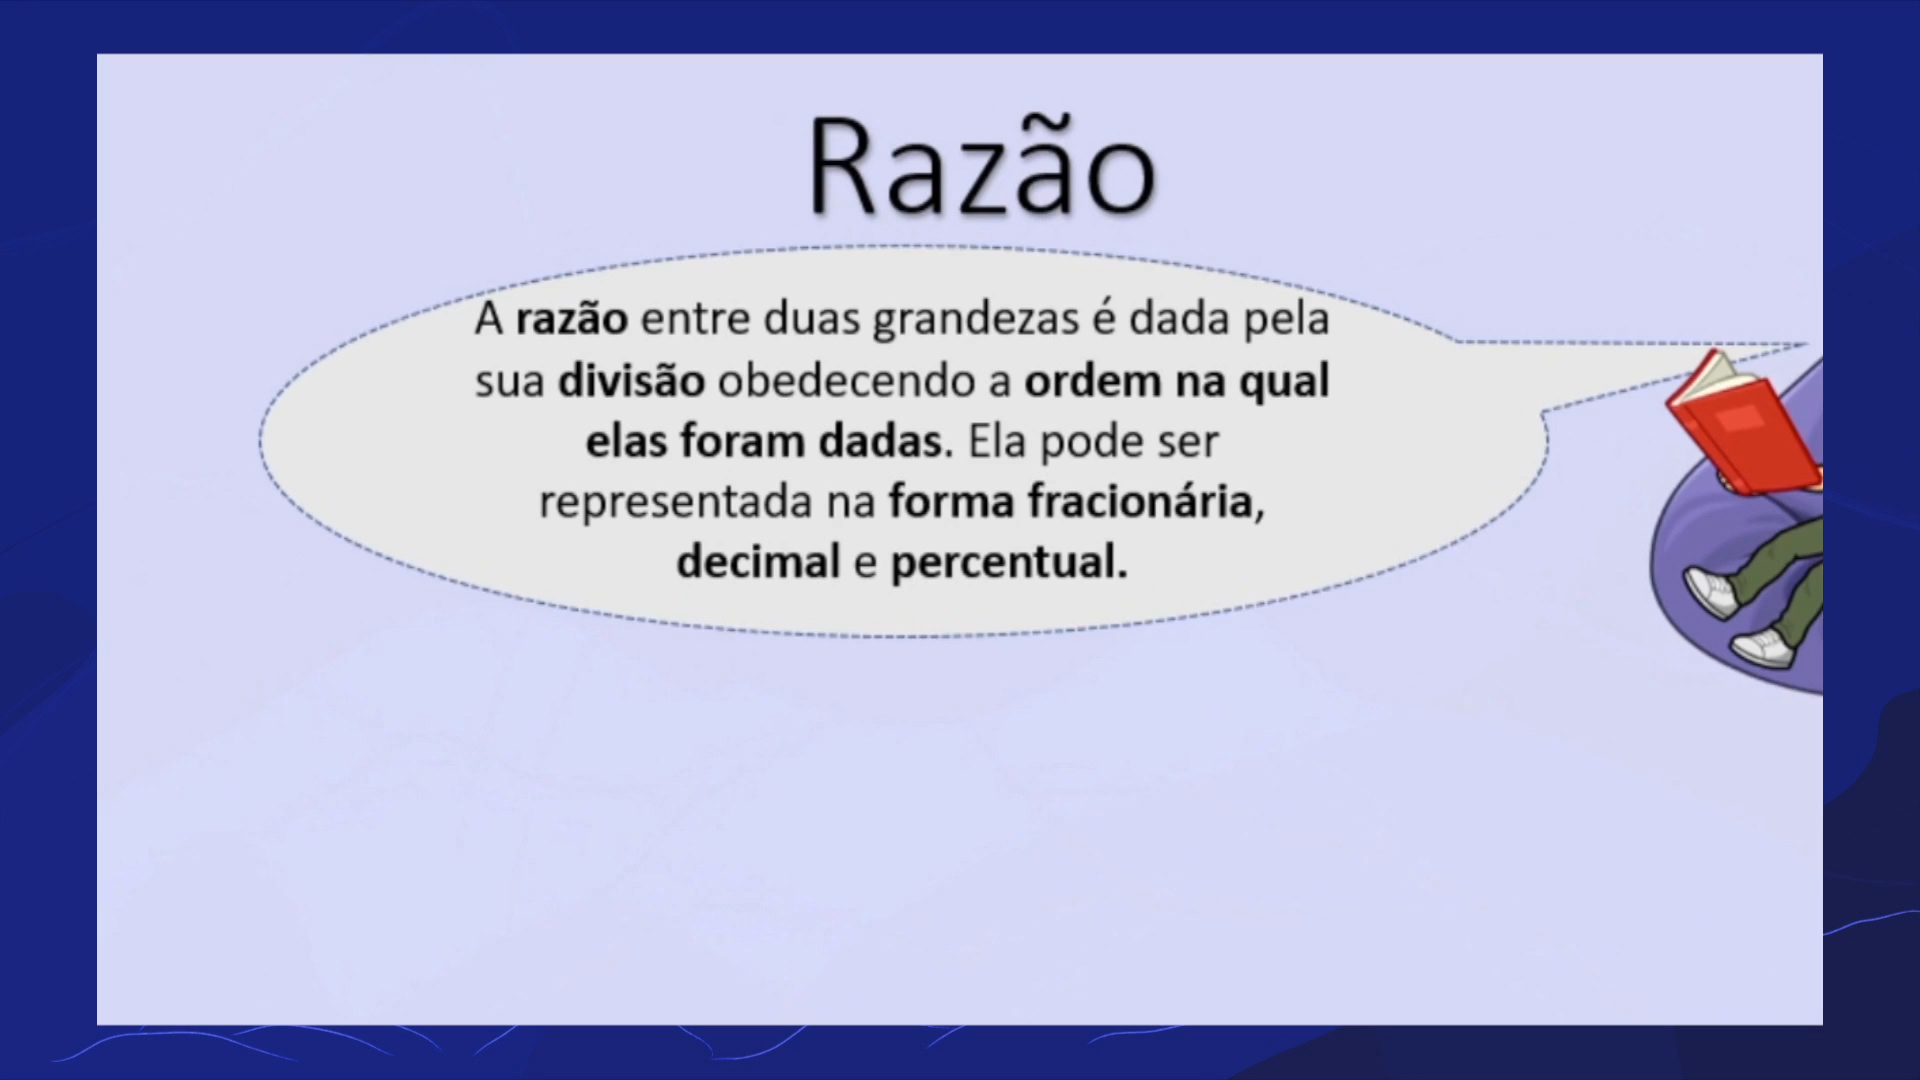 Razão
A razão entre duas grandezas é dada pela
sua divisão obedecendo a ordem na qual
elas foram dadas. Ela pode ser
representada na forma fracionária,
decimal e percentual.